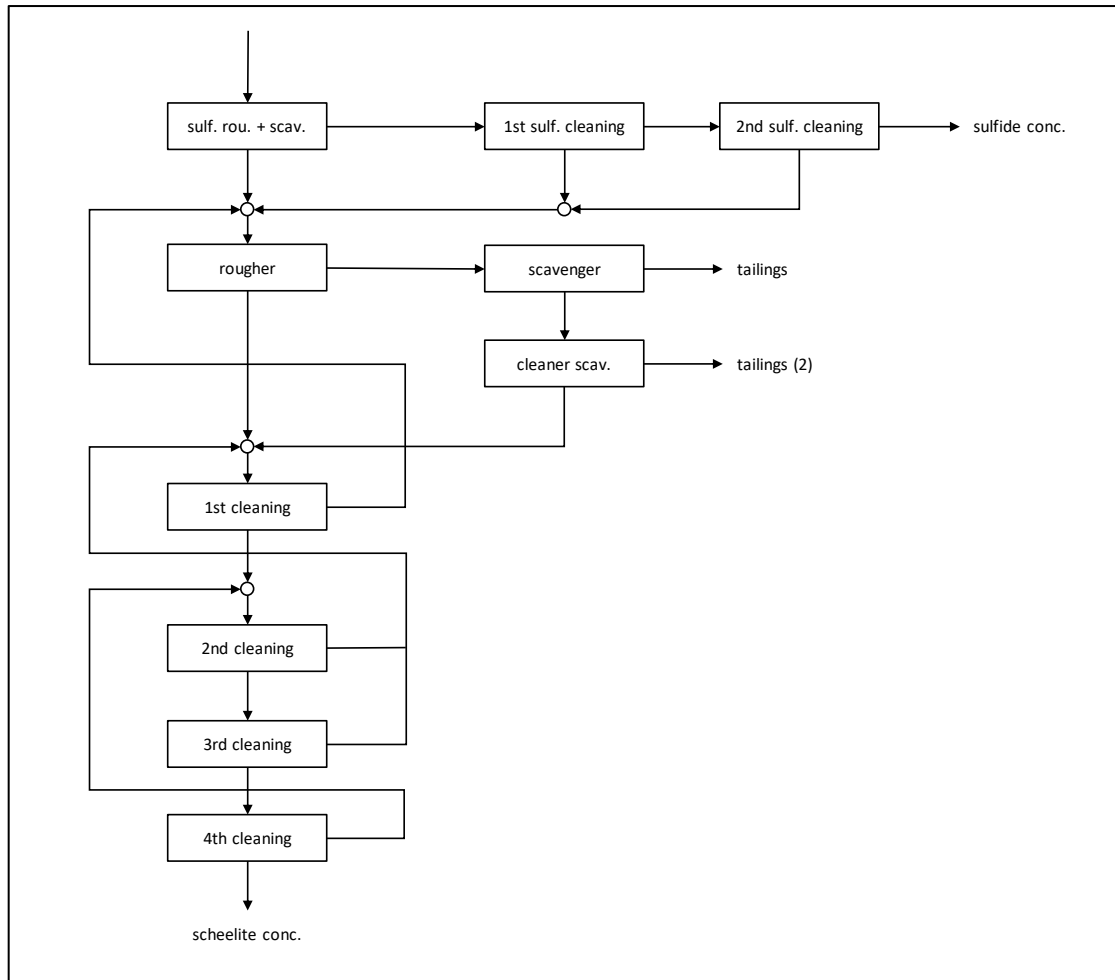 sulf. rou. + scav.
1st sulf. cleaning
2nd sulf. cleaning
sulfide conc.
rougher
scavenger
tailings
cleaner scav.
tailings (2)
1st cleaning
2nd cleaning
3rd cleaning
4th cleaning
scheelite conc.